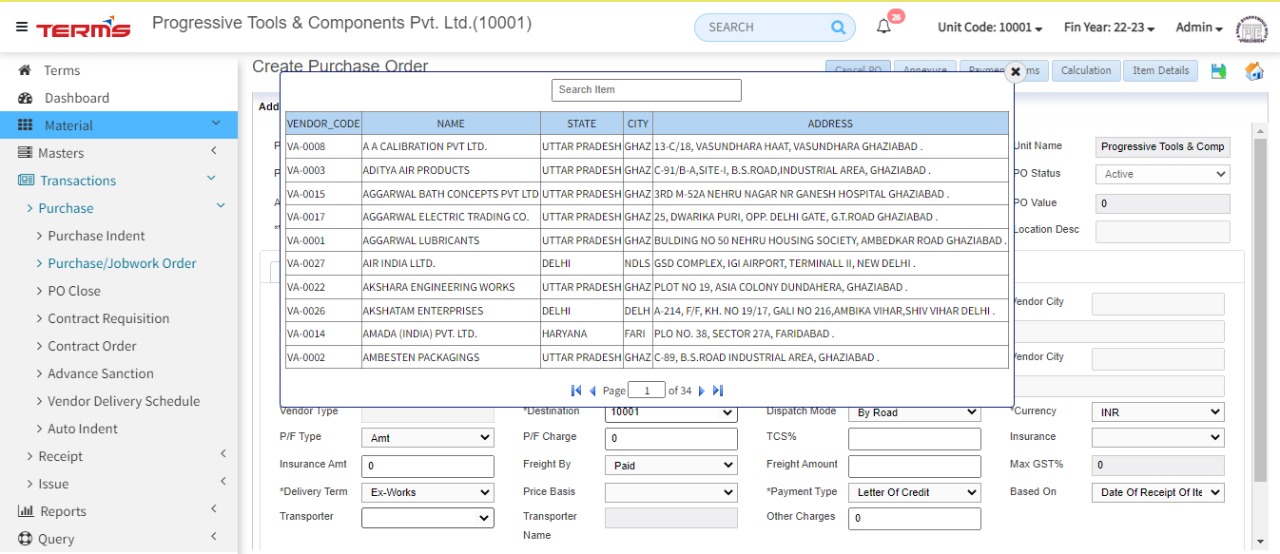 TERMS
Progressive Tools & Components Pvt. Ltd.(10001)
SEARCH
26
Unit Code: 10001
Fin Year: 22-23
Admin
Terms
Dashboard
Material
Masters
Transactions
Purchase
Purchase Indent
Purchase/Jobwork Order
PO Close
Contract Requisition
Contract Order
Advance Sanction
Vendor Delivery Schedule
Auto Indent
Receipt
Issue
Reports
Query
Create Purchase Order
Cancel PO Annexure Calculation Item Details
Search Item
VENDOR_CODE NAME STATE CITY ADDRESS
VA-0008 A A CALIBRATION PVT LTD. UTTAR PRADESH GHAZ 13-C/18, VASUNDHARA HAAT, VASUNDHARA GHAZIABAD .
VA-0003 ADITYA AIR PRODUCTS UTTAR PRADESH GHAZ C-91/B-A,SITE-I, B.S.ROAD,INDUSTRIAL AREA, GHAZIABAD .
VA-0015 AGGARWAL BATH CONCEPTS PVT LTD UTTAR PRADESH GHAZ 3RD M-52A NEHRU NAGAR NR GANESH HOSPITAL GHAZIABAD .
VA-0017 AGGARWAL ELECTRIC TRADING CO. UTTAR PRADESH GHAZ 25, DWARIKA PURI, OPP. DELHI GATE, G.T.ROAD GHAZIABAD .
VA-0001 AGGARWAL LUBRICANTS UTTAR PRADESH GHAZ BULDING NO 50 NEHRU HOUSING SOCIETY, AMBEDKAR ROAD GHAZIABAD .
VA-0027 AIR INDIA LLTD. DELHI NDLS GSD COMPLEX, IGI AIRPORT, TERMINALL II, NEW DELHI .
VA-0022 AKSHARA ENGINEERING WORKS UTTAR PRADESH GHAZ PLOT NO 19, ASIA COLONY DUNDAHERA, GHAZIABAD .
VA-0026 AKSHATAM ENTERPRISES DELHI DELH A-214, F/F, KH. NO 19/17, GALI NO 216,AMBIKA VIHAR,SHIV VIHAR DELHI .
VA-0014 AMADA (INDIA) PVT. LTD. HARYANA FARI PLO NO. 38, SECTOR 27A, FARIDABAD .
VA-0002 AMBESTEN PACKAGINGS UTTAR PRADESH GHAZ C-89, B.S.ROAD INDUSTRIAL AREA, GHAZIABAD .
Page 1 of 34
Add
Unit Name Progressive Tools & Comp
PO Status Active
PO Value 0
Location Desc
Vendor City
Vendor City
Vendor Type *Destination 10001 Dispatch Mode By Road *Currency INR
P/F Type Amt P/F Charge 0 TCS% Insurance
Insurance Amt 0 Freight By Paid Freight Amount Max GST% 0
*Delivery Term Ex-Works Price Basis *Payment Type Letter Of Credit Based On Date Of Receipt Of Ite
Transporter Transporter Name Other Charges 0